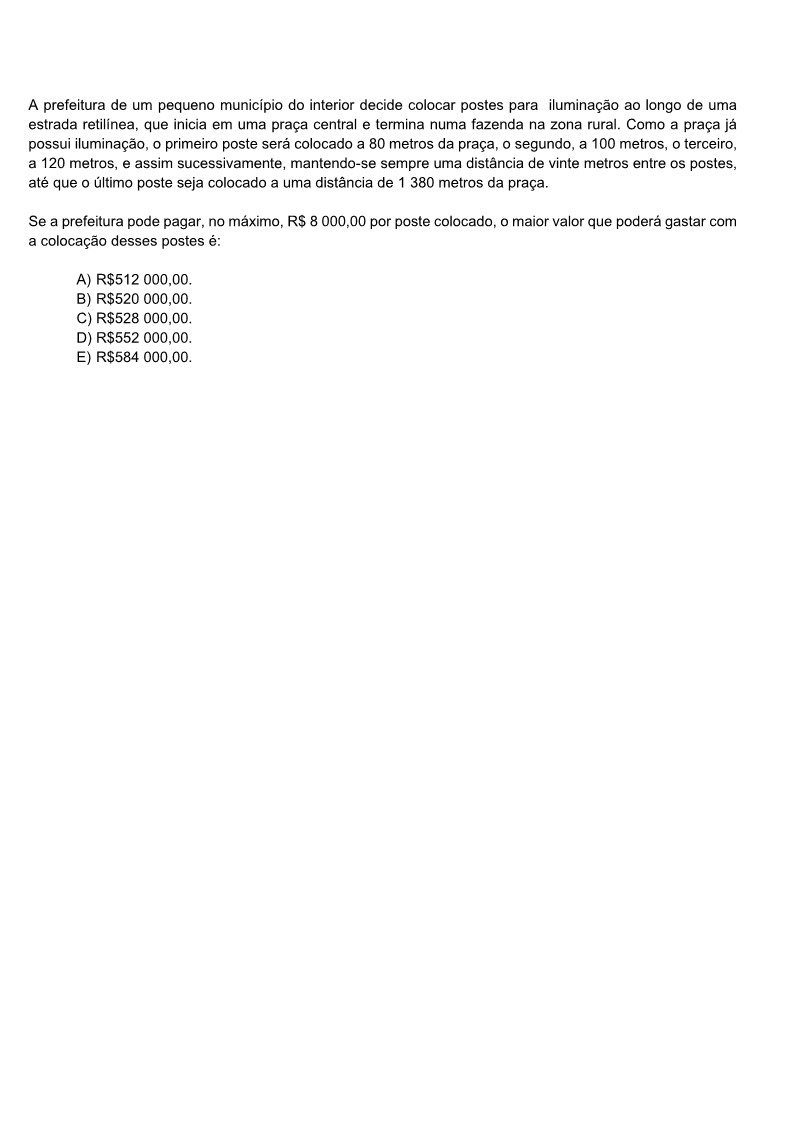 A prefeitura de um pequeno município do interior decide colocar postes para  iluminação ao longo de uma
estrada retilínea, que inicia em uma praça central e termina numa fazenda na zona rural. Como a praça já
possui iluminação, o primeiro poste será colocado a 80 metros da praça, o segundo, a 100 metros, o terceiro,
a 120 metros, e assim sucessivamente, mantendo-se sempre uma distância de vinte metros entre os postes,
até que o último poste seja colocado a uma distância de 1 380 metros da praça.
Se a prefeitura pode pagar, no máximo, R$ 8 000,00 por poste colocado, o maior valor que poderá gastar com
a colocação desses postes é:
A) R$512 000,00.
B) R$520 000,00.
C) R$528 000,00.
D) R$552 000,00.
E) R$584 000,00.